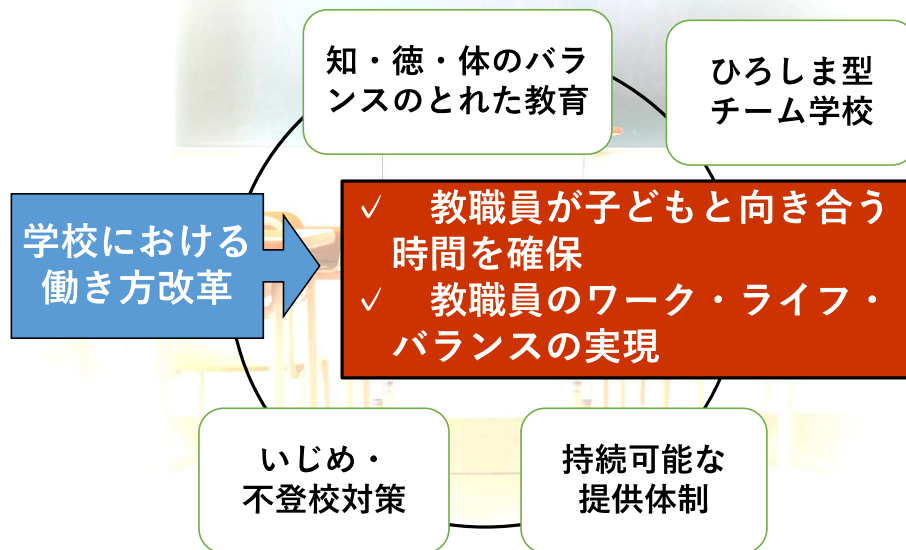 知・徳・体のバラ
ンスのとれた教育
ひろしま型
チーム学校
学校における
働き方改革
✓ 教職員が子どもと向き合う
時間を確保
✓ 教職員のワーク・ライフ・
バランスの実現
いじめ・
不登校対策
持続可能な
提供体制